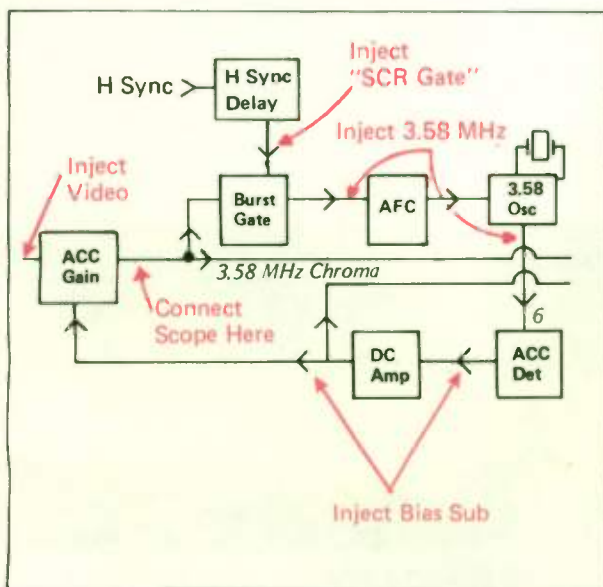 Inject
"SCR Gate"
H Sync
H Sync
Delay
Inject 3.58 MHz
Inject
Video
Burst
Gate
AFC
3.58
Osc
ACC
Gain
3.58 MHz Chroma
Connect
Scope Here
6
DC
Amp
ACC
Det
Inject Bias Sub